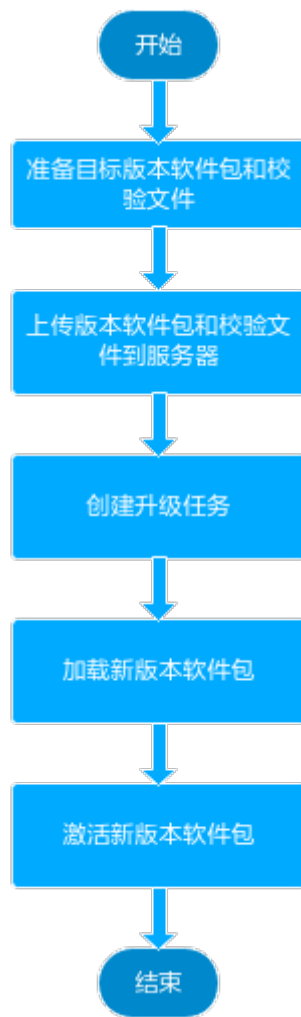 开始
准备目标版本软件包和校
验文件
上传版本软件包和校验文
件到服务器
创建升级任务
加载新版本软件包
激活新版本软件包
结束